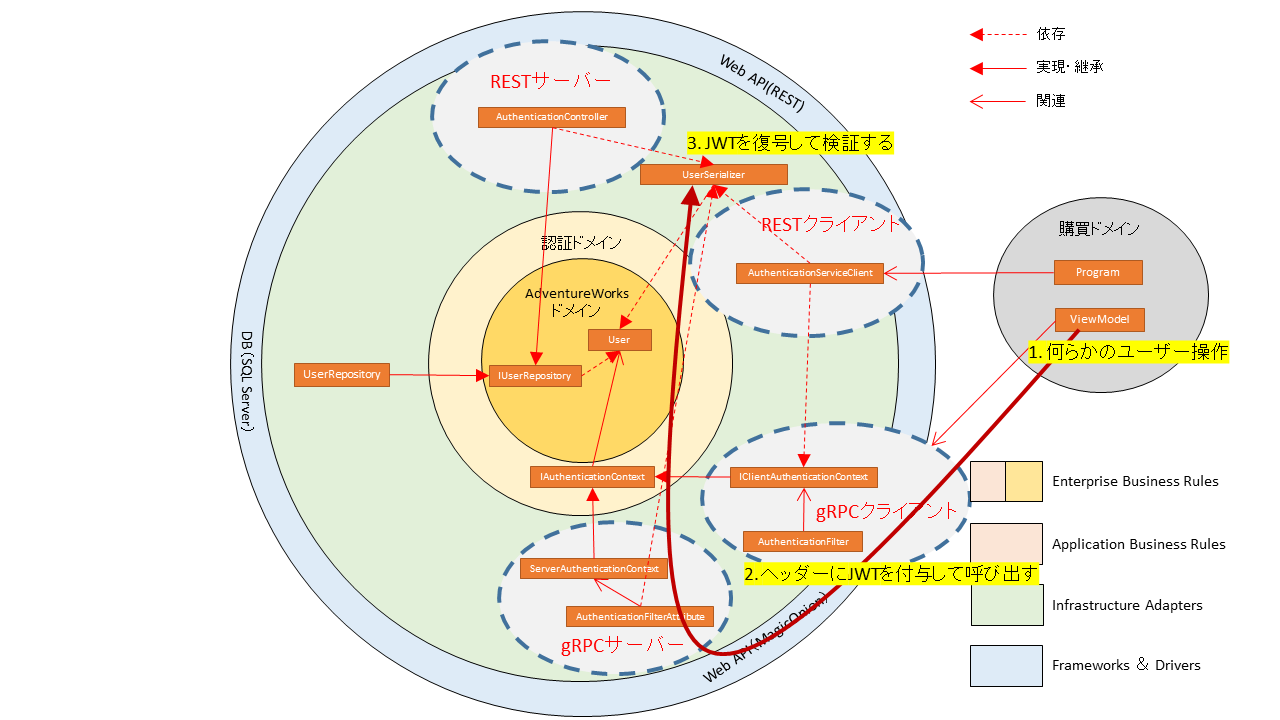 依存
実現・継承
関連
Web API(REST)
RESTサーバー
AuthenticationController
3. JWTを復号して検証する
UserSerializer
RESTクライアント
AuthenticationServiceClient
購買ドメイン
Program
ViewModel
1. 何らかのユーザー操作
認証ドメイン
AdventureWorks
ドメイン
User
IUserRepository
UserRepository
DB (SQL Server)
IAuthenticationContext
IClientAuthenticationContext
gRPCクライアント
AuthenticationFilter
2. ヘッダーにJWTを付与して呼び出す
ServerAuthenticationContext
AuthenticationFilterAttribute
gRPCサーバー
Web API (MagicOnion)
Enterprise Business Rules
Application Business Rules
Infrastructure Adapters
Frameworks ＆ Drivers